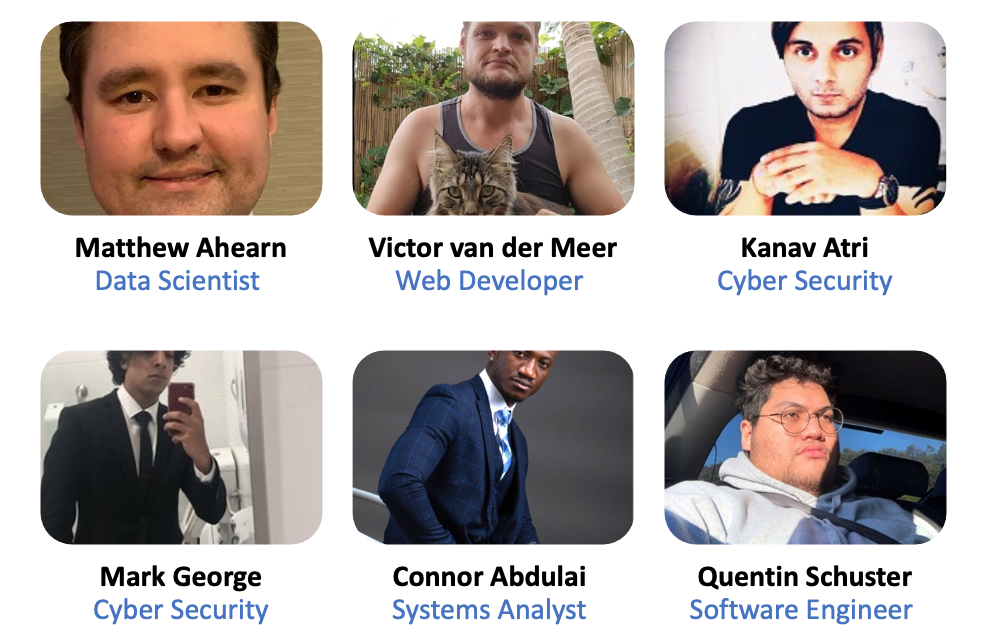 Matthew Ahearn
Data Scientist
Victor van der Meer
Web Developer
Kanav Atri
Cyber Security
Mark George
Cyber Security
Connor Abdulai
Systems Analyst
Quentin Schuster
Software Engineer